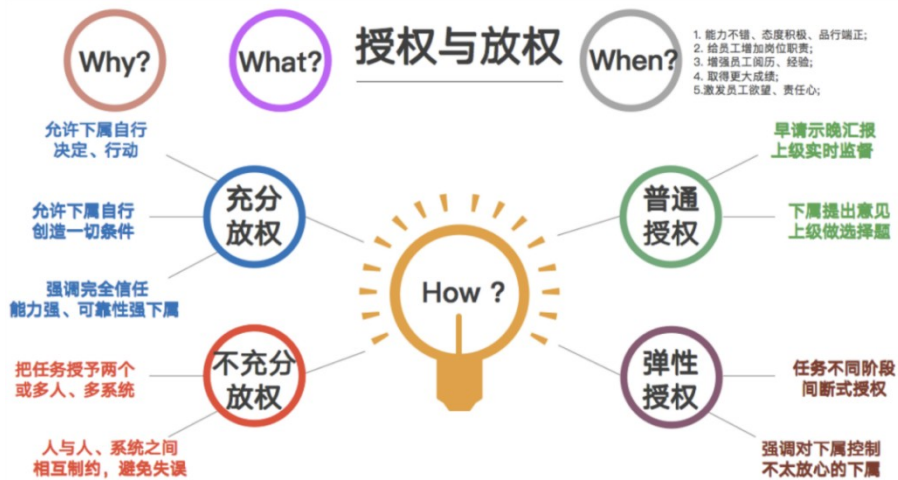 Why?
What?
授权与放权
When?
1. 能力不错、态度积极、品行端正;
2. 给员工增加岗位职责;
3. 增强员工阅历、经验;
4. 取得更大成绩;
5.激发员工欲望、责任心;
允许下属自行
决定、行动
允许下属自行
创造一切条件
强调完全信任
能力强、可靠性强下属
充分
放权
早请示晚汇报
上级实时监督
下属提出意见
上级做选择题
普通
授权
How ?
把任务授予两个
或多人、多系统
人与人、系统之间
相互制约，避免失误
不充分
放权
弹性
授权
任务不同阶段
间断式授权
强调对下属控制
不太放心的下属